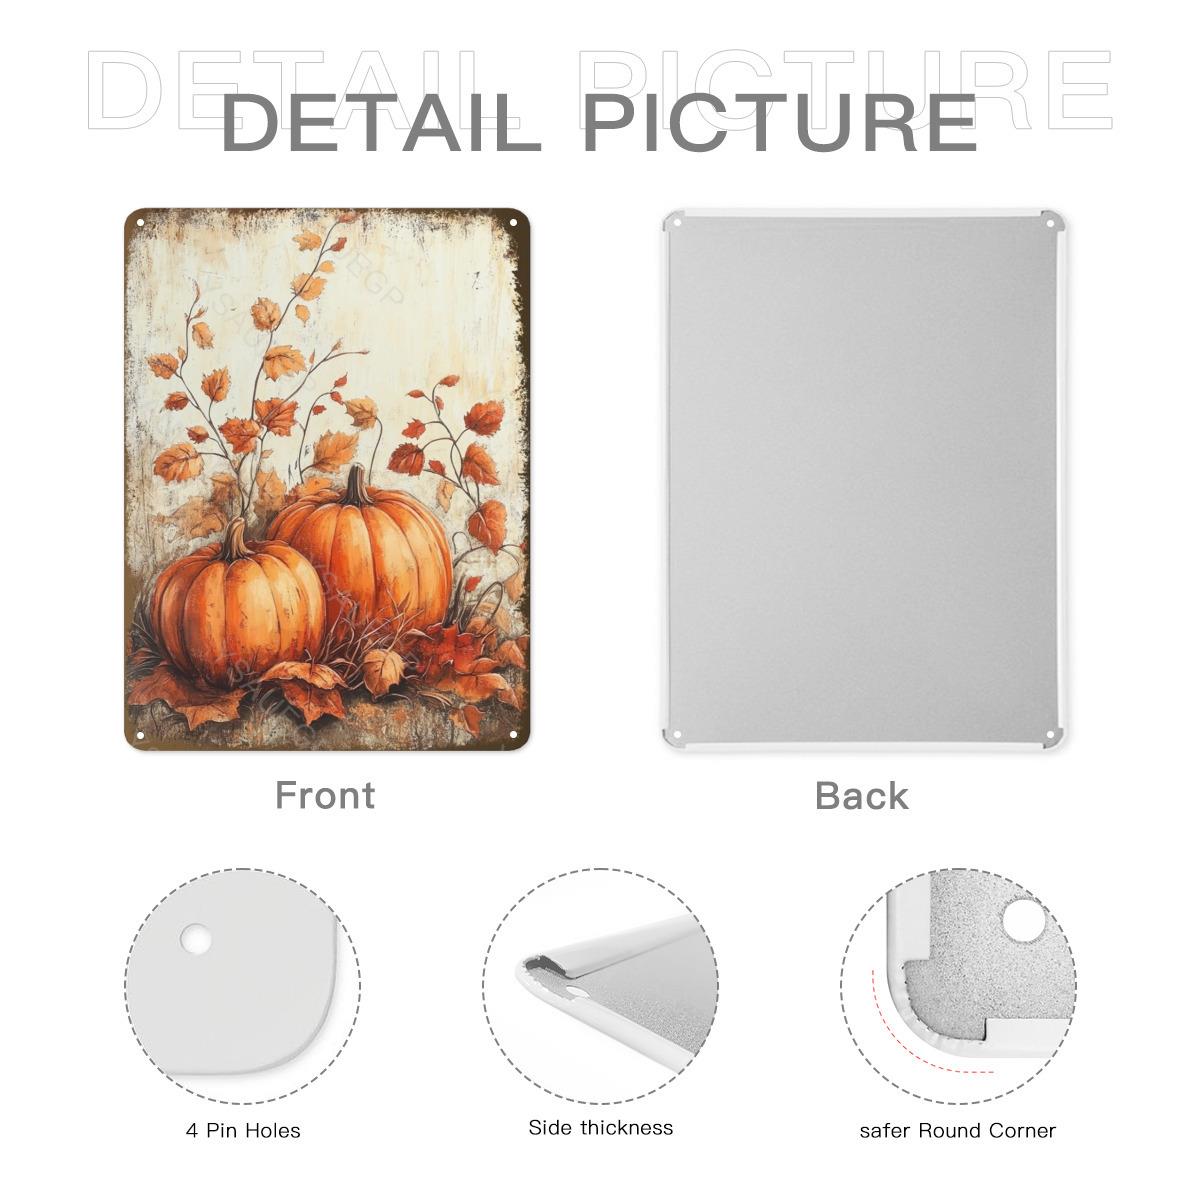 DETAIL PICTURE
DETAIL PICTURE
Front
Back
4 Pin Holes
Side thickness
safer Round Corner